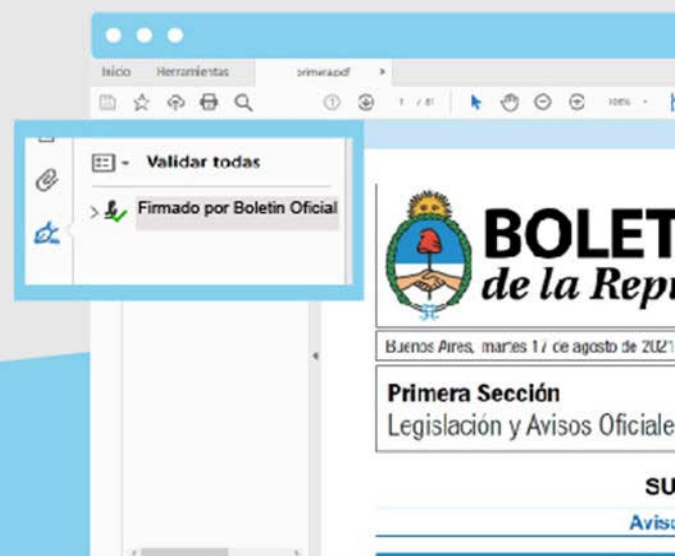 Inicio Herramientas primera.pdf
1 / 81
Validar todas
Firmado por Boletin Oficial
BOLET
de la Repu
Buenos Aires, martes 17 de agosto de 2021
Primera Sección
Legislación y Avisos Oficiale
SU
Aviso